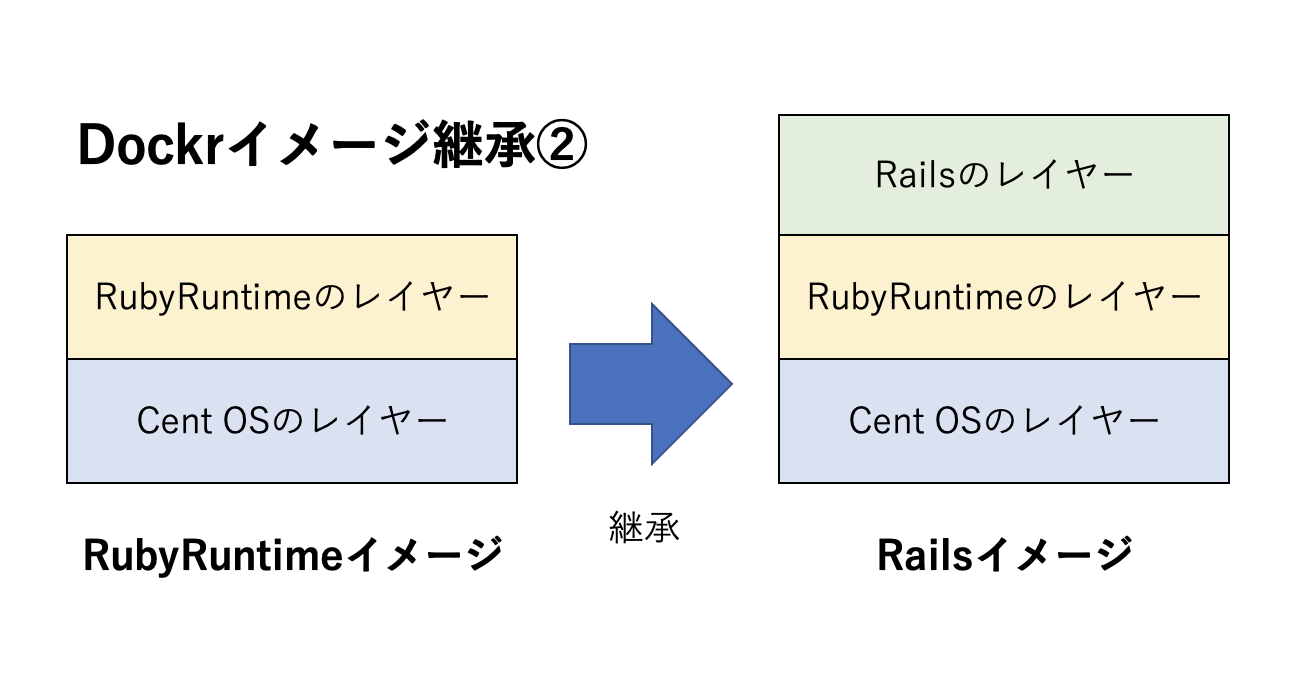 Dockrイメージ継承②
RubyRuntimeのレイヤー
Cent OSのレイヤー
RubyRuntimeイメージ
継承
Railsのレイヤー
RubyRuntimeのレイヤー
Cent OSのレイヤー
Railsイメージ